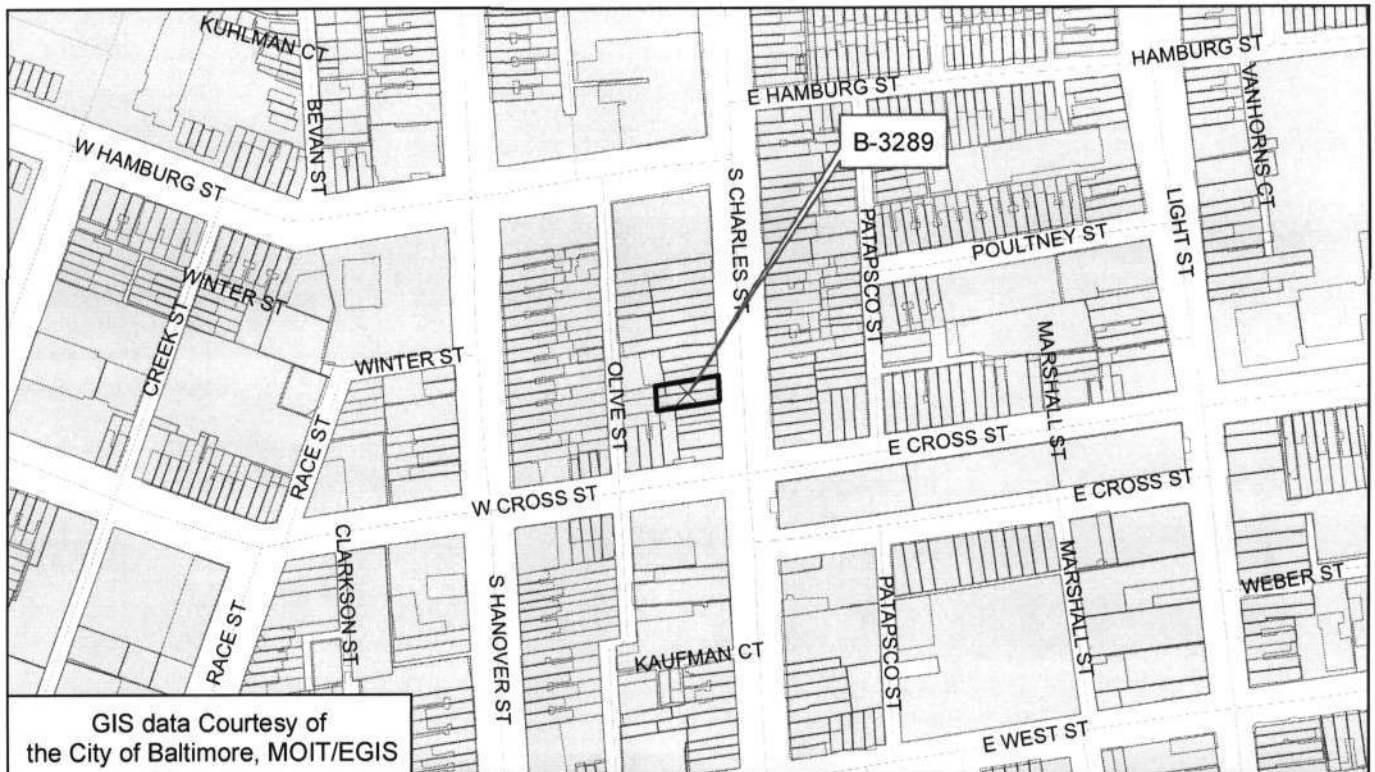 KUHLMAN CT
HAMBURG ST
E HAMBURG ST
VANHORNS CT
BEVAN ST
B-3289
W HAMBURG ST
S CHARLES ST
LIGHT ST
PATAPSCO ST
POULTNEY ST
WINTER ST
CREEK ST
MARSHALL ST
WINTER ST
OLIVE ST
RACE ST
E CROSS ST
E CROSS ST
W CROSS ST
CLARKSON ST
S HANOVER ST
MARSHALL ST
WEBER ST
PATAPSCO ST
RACE ST
KAUFMAN CT
E WEST ST
GIS data Courtesy of
the City of Baltimore, MOIT/EGIS